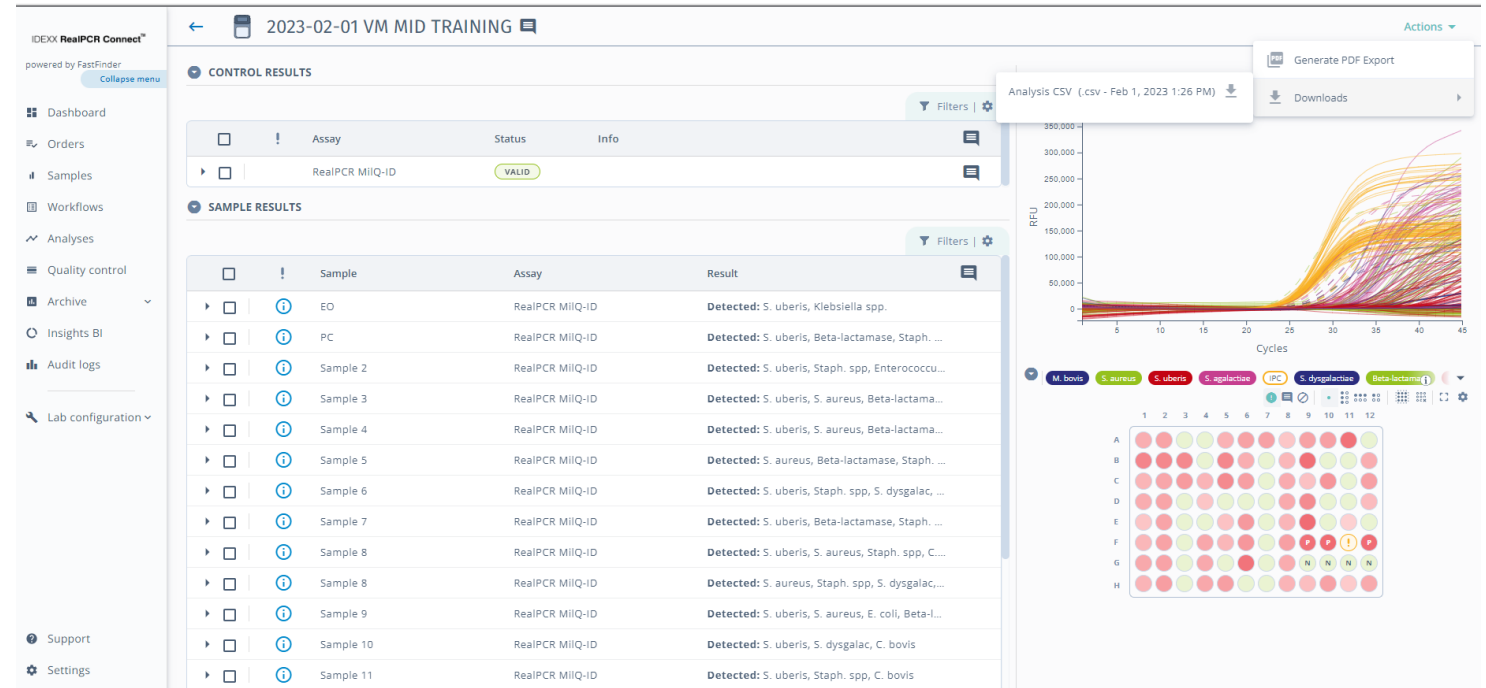 IDEXX RealPCR Connect™
powered by FastFinder
Collapse menu
Dashboard
Orders
Samples
Workflows
Analyses
Quality control
Archive
Insights BI
Audit logs
Lab configuration
Support
Settings
2023-02-01 VM MID TRAINING
Actions
Generate PDF Export
Downloads
Analysis CSV (.csv - Feb 1, 2023 1:26 PM)
CONTROL RESULTS
Filters |
! Assay Status Info
RealPCR MilQ-ID VALID
SAMPLE RESULTS
Filters |
! Sample Assay Result
EO RealPCR MilQ-ID Detected: S. uberis, Klebsiella spp.
PC RealPCR MilQ-ID Detected: S. uberis, Beta-lactamase, Staph. ...
Sample 2 RealPCR MilQ-ID Detected: S. uberis, Staph. spp, Enterococcu...
Sample 3 RealPCR MilQ-ID Detected: S. uberis, S. aureus, Beta-lactama...
Sample 4 RealPCR MilQ-ID Detected: S. uberis, S. aureus, Beta-lactama...
Sample 5 RealPCR MilQ-ID Detected: S. aureus, Beta-lactamase, Staph. ...
Sample 6 RealPCR MilQ-ID Detected: S. uberis, Staph. spp, S. dysgalac, ...
Sample 7 RealPCR MilQ-ID Detected: S. uberis, Beta-lactamase, Staph. ...
Sample 8 RealPCR MilQ-ID Detected: S. uberis, S. aureus, Staph. spp, C....
Sample 8 RealPCR MilQ-ID Detected: S. aureus, Staph. spp, S. dysgalac,...
Sample 9 RealPCR MilQ-ID Detected: S. uberis, S. aureus, E. coli, Beta-l...
Sample 10 RealPCR MilQ-ID Detected: S. uberis, S. dysgalac, C. bovis
Sample 11 RealPCR MilQ-ID Detected: S. uberis, Staph. spp, C. bovis
350,000
300,000
250,000
200,000
150,000
100,000
50,000
0
RFU
5 10 15 20 25 30 35 40 45
Cycles
M. bovis S. aureus S. uberis S. agalactiae IPC S. dysgalactiae Beta-lactama
1 2 3 4 5 6 7 8 9 10 11 12
A
B
C
D
E
F P P ! P
G N N N N
H